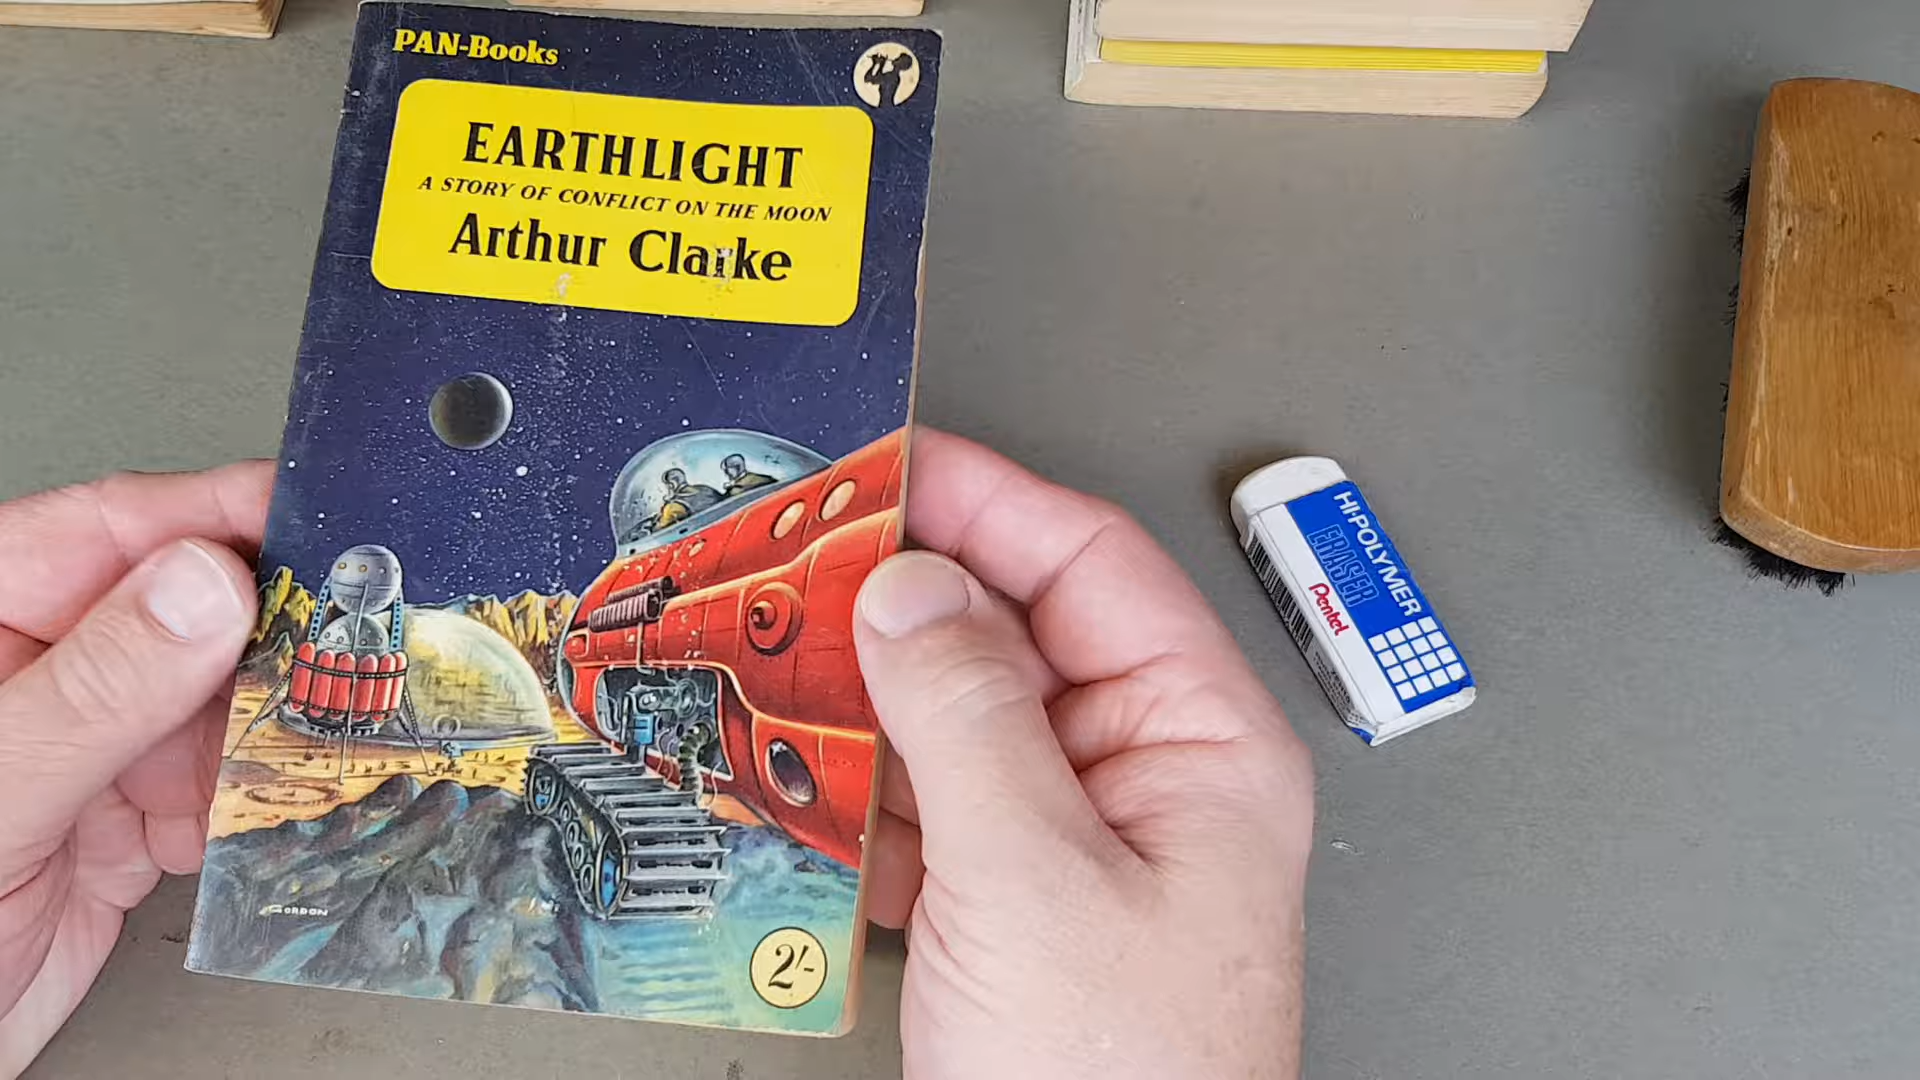 PAN-Books
EARTHLIGHT
A STORY OF CONFLICT ON THE MOON
Arthur Clarke
GORDON
2/-
HI-POLYMER
ERASER
Pentel